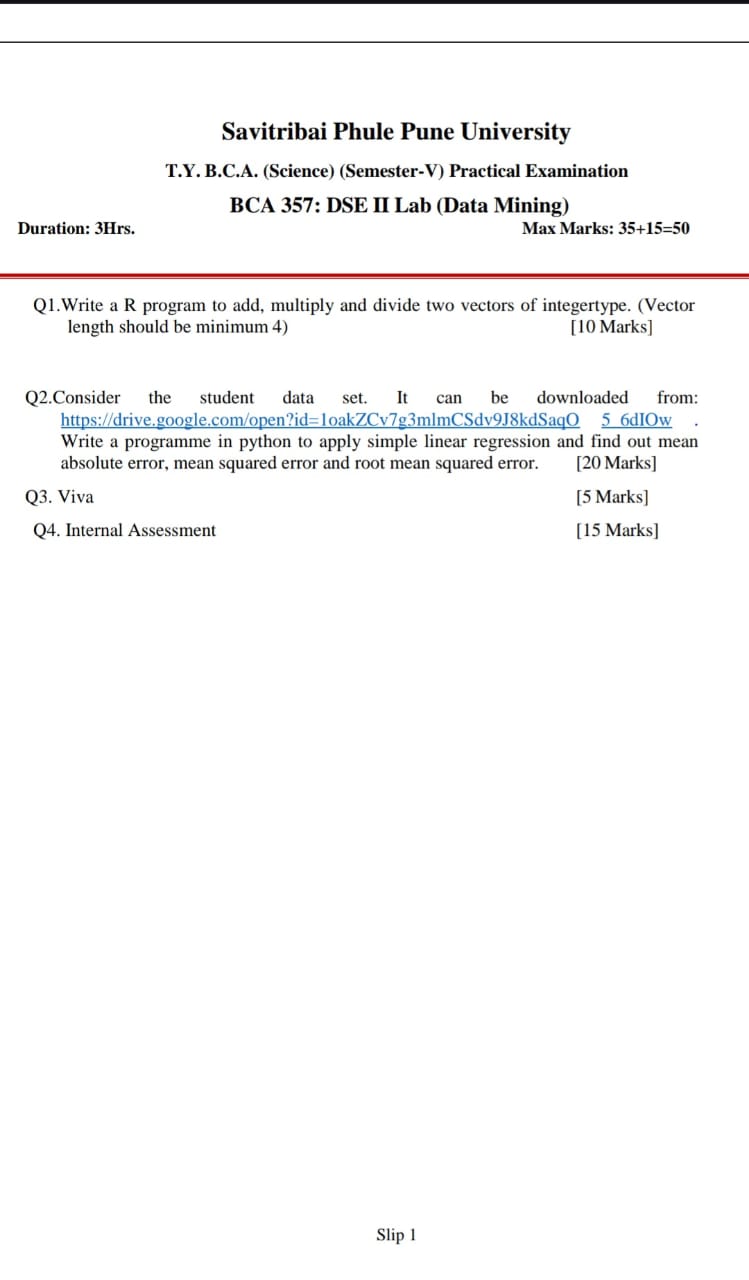 Savitribai Phule Pune University
T.Y. B.C.A. (Science) (Semester-V) Practical Examination
BCA 357: DSE II Lab (Data Mining)
Duration: 3Hrs. Max Marks: 35+15=50
Q1.Write a R program to add, multiply and divide two vectors of integertype. (Vector
length should be minimum 4) [10 Marks]
Q2.Consider the student data set. It can be downloaded from:
https://drive.google.com/open?id=1oakZCv7g3mlmCSdv9J8kdSaqO 5_6dIOw .
Write a programme in python to apply simple linear regression and find out mean
absolute error, mean squared error and root mean squared error. [20 Marks]
Q3. Viva [5 Marks]
Q4. Internal Assessment [15 Marks]
Slip 1